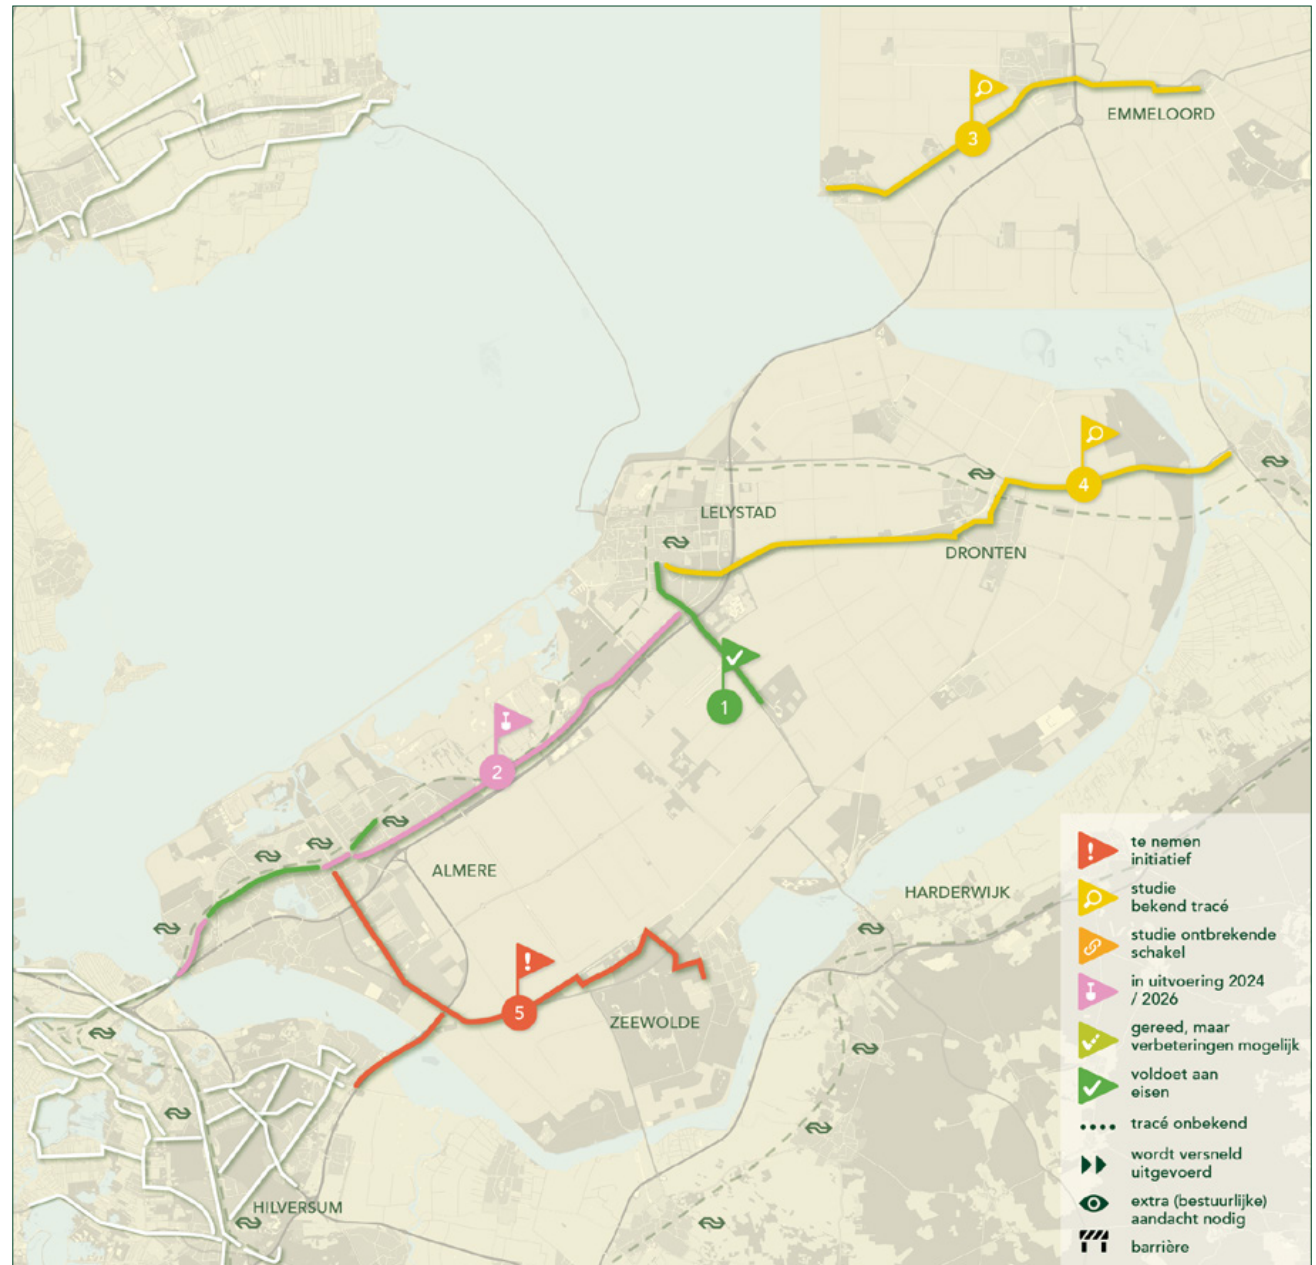 EMMELOORD
3
4
LELYSTAD
DRONTEN
1
2
ALMERE
HARDERWIJK
5
ZEEWOLDE
HILVERSUM
te nemen
initiatief
studie
bekend tracé
studie ontbrekende
schakel
in uitvoering 2024
/ 2026
gereed, maar
verbeteringen mogelijk
voldoet aan
eisen
tracé onbekend
wordt versneld
uitgevoerd
extra (bestuurlijke)
aandacht nodig
barrière